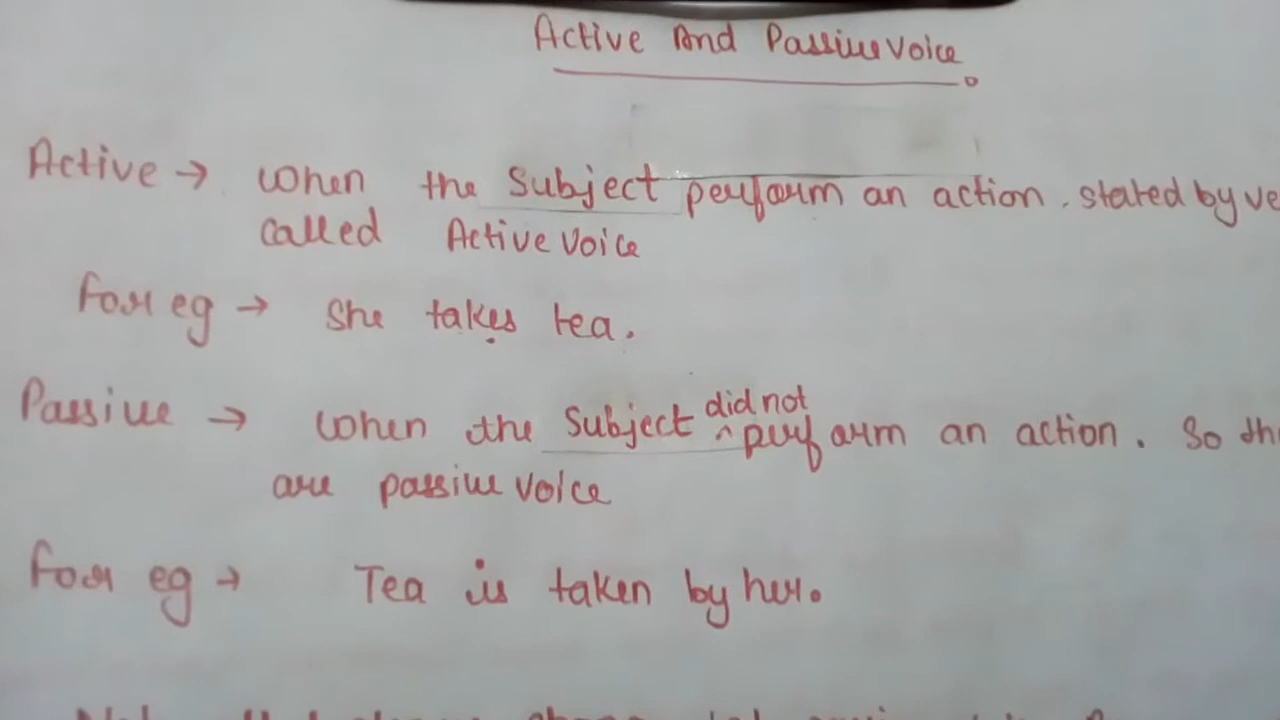 Active And Passive Voice
Active → when the Subject perform an action. stated by
called Active Voice
For eg → She takes tea.
Passive → when the Subject did not perform an action. So
are passive voice
For eg → Tea is taken by her.